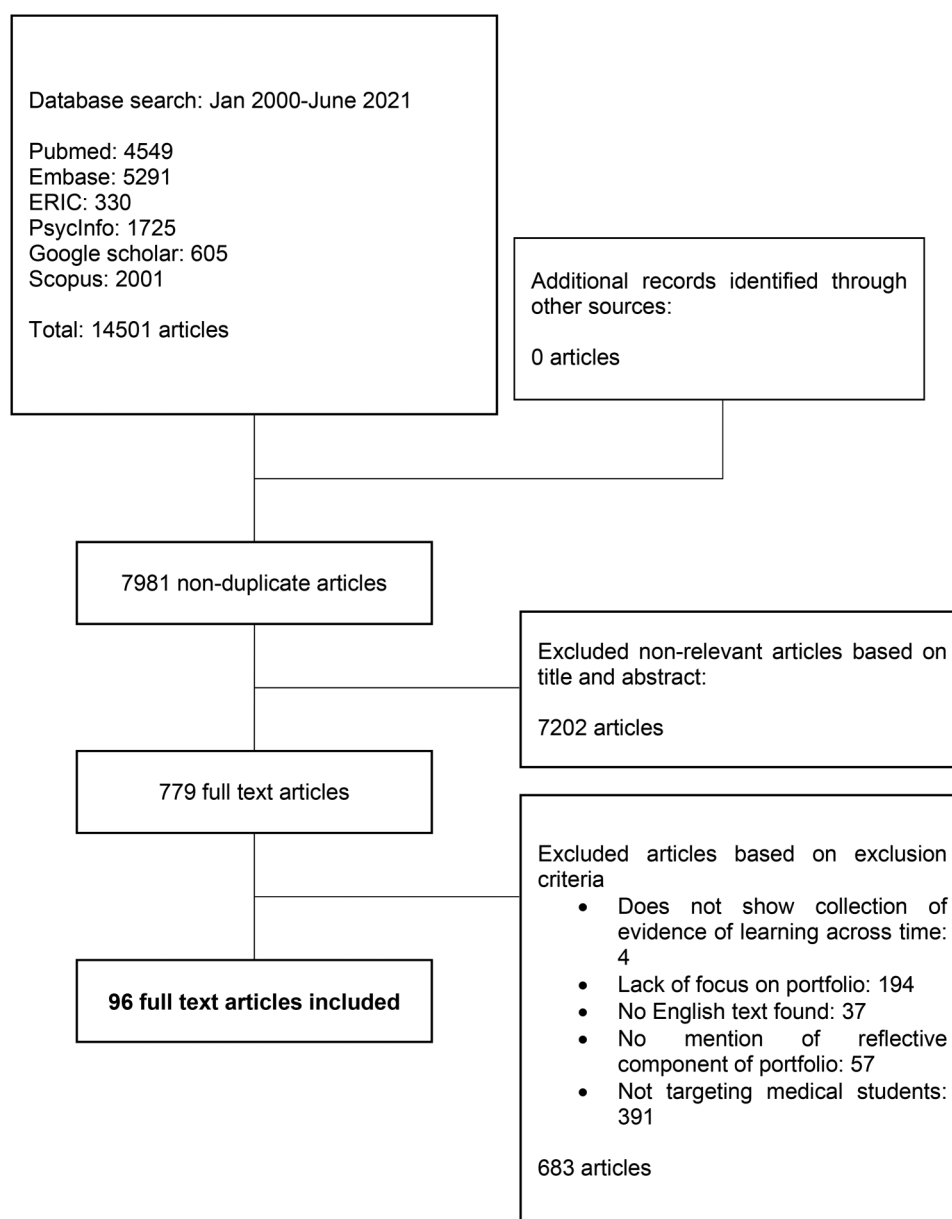 Database search: Jan 2000-June 2021
Pubmed: 4549
Embase: 5291
ERIC: 330
PsycInfo: 1725
Google scholar: 605
Scopus: 2001
Total: 14501 articles
Additional records identified through
other sources:
0 articles
7981 non-duplicate articles
Excluded non-relevant articles based on
title and abstract:
7202 articles
779 full text articles
Excluded articles based on exclusion
criteria
• Does not show collection of
evidence of learning across time:
4
• Lack of focus on portfolio: 194
• No English text found: 37
• No mention of reflective
component of portfolio: 57
• Not targeting medical students:
391
683 articles
96 full text articles included